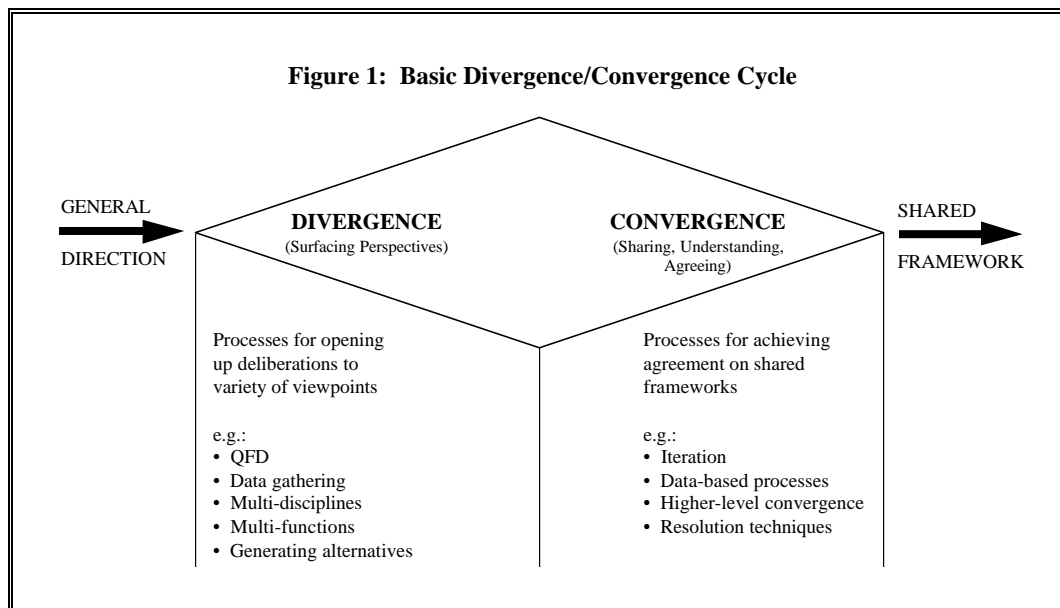 Figure 1: Basic Divergence/Convergence Cycle
GENERAL
DIRECTION
DIVERGENCE
(Surfacing Perspectives)
CONVERGENCE
(Sharing, Understanding,
Agreeing)
SHARED
FRAMEWORK
Processes for opening
up deliberations to
variety of viewpoints
e.g.:
• QFD
• Data gathering
• Multi-disciplines
• Multi-functions
• Generating alternatives
Processes for achieving
agreement on shared
frameworks
e.g.:
• Iteration
• Data-based processes
• Higher-level convergence
• Resolution techniques